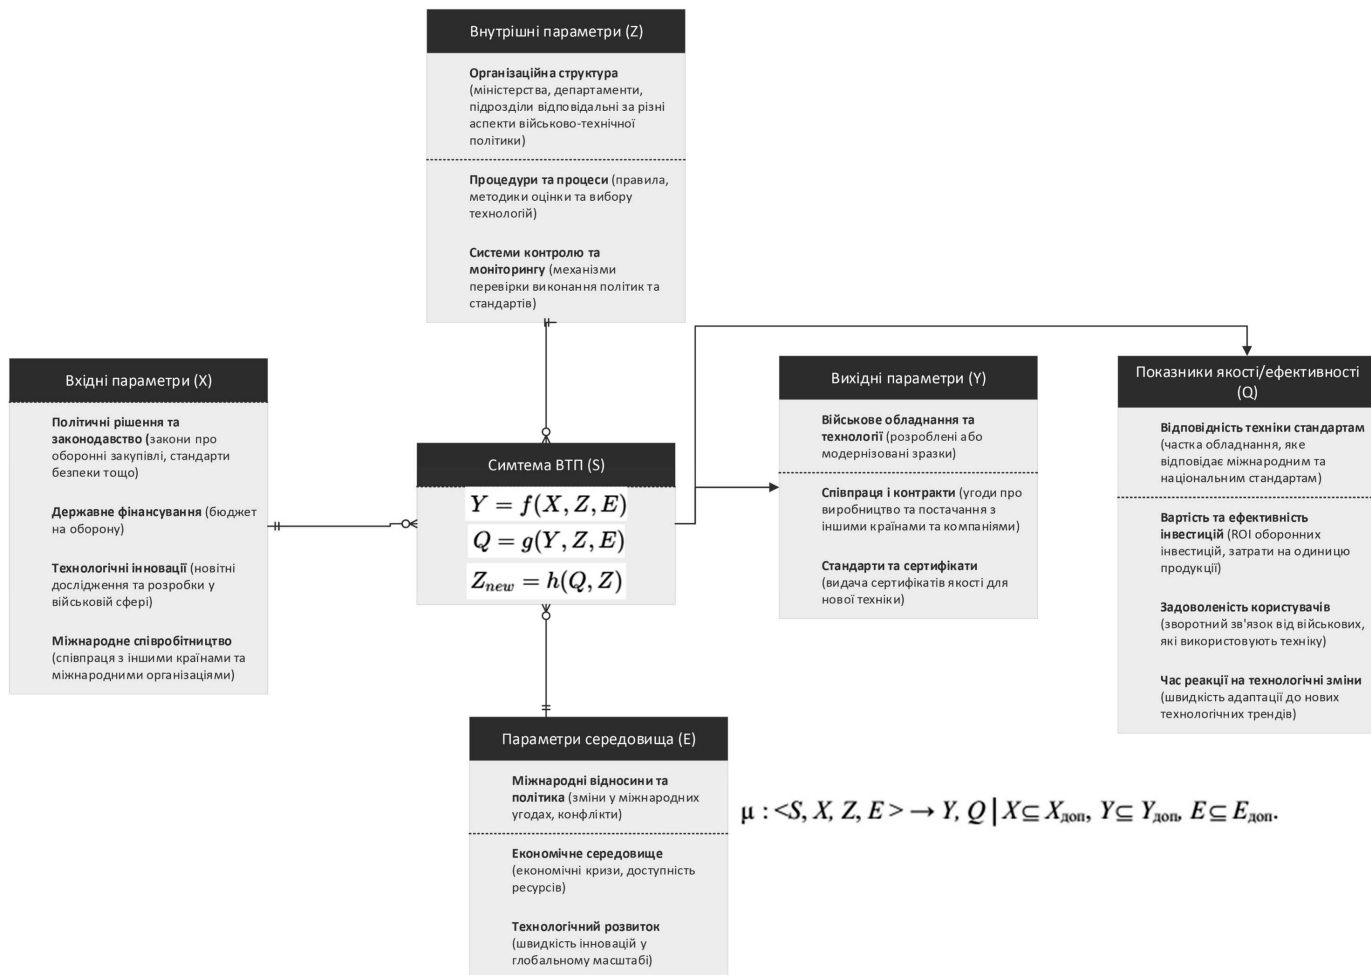 Внутрішні параметри (Z)
Організаційна структура
(міністерства, департаменти,
підрозділи відповідальні за різні
аспекти військово-технічної
політики)
Процедури та процеси (правила,
методики оцінки та вибору
технологій)
Системи контролю та
моніторингу (механізми
перевірки виконання політик та
стандартів)
Вхідні параметри (X)
Політичні рішення та
законодавство (закони про
оборонні закупівлі, стандарти
безпеки тощо)
Державне фінансування (бюджет
на оборону)
Технологічні інновації (новітні
дослідження та розробки у
військовій сфері)
Міжнародне співробітництво
(співпраця з іншими країнами та
міжнародними організаціями)
Симтема ВТП (S)
Y = f(X, Z, E)
Q = g(Y, Z, E)
Z_new = h(Q, Z)
Вихідні параметри (Y)
Військове обладнання та
технології (розроблені або
модернізовані зразки)
Співпраця і контракти (угоди про
виробництво та постачання з
іншими країнами та компаніями)
Стандарти та сертифікати
(видача сертифікатів якості для
нової техніки)
Показники якості/ефективності
(Q)
Відповідність техніки стандартам
(частка обладнання, яке
відповідає міжнародним та
національним стандартам)
Вартість та ефективність
інвестицій (ROI оборонних
інвестицій, затрати на одиницю
продукції)
Задоволеність користувачів
(зворотний зв'язок від військових,
які використовують техніку)
Час реакції на технологічні зміни
(швидкість адаптації до нових
технологічних трендів)
Параметри середовища (E)
Міжнародні відносини та
політика (зміни у міжнародних
угодах, конфлікти)
Економічне середовище
(економічні кризи, доступність
ресурсів)
Технологічний розвиток
(швидкість інновацій у
глобальному масштабі)
μ : <S, X, Z, E > → Y, Q | X ⊆ X_доп, Y ⊆ Y_доп, E ⊆ E_доп.